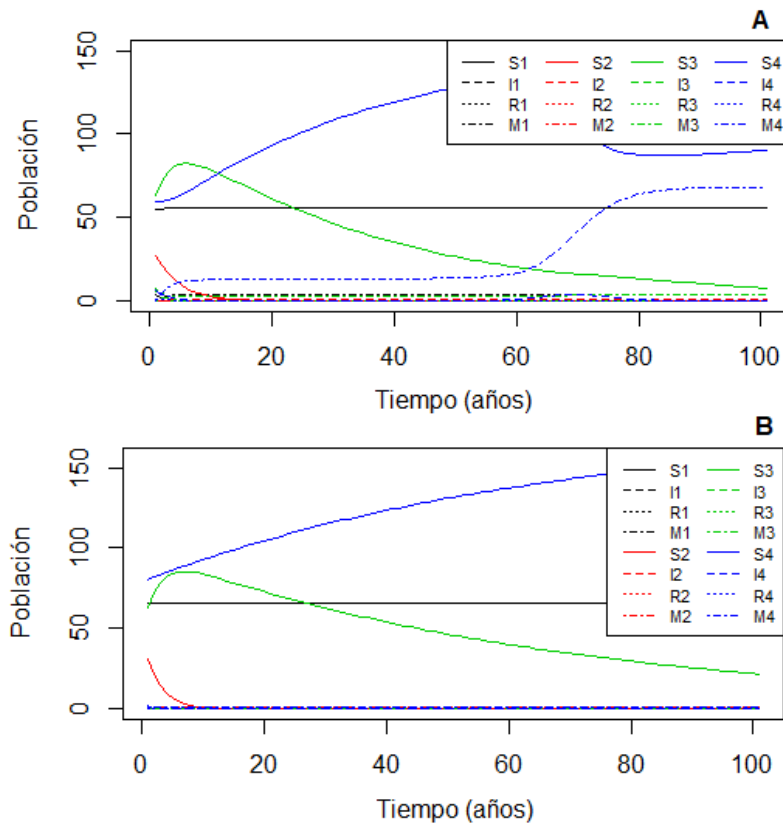 A
150
100
50
0
Población
S1 S2 S3 S4
I1 I2 I3 I4
R1 R2 R3 R4
M1 M2 M3 M4
0 20 40 60 80 100
Tiempo (años)
B
150
100
50
0
Población
S1 S3
I1 I3
R1 R3
M1 M3
S2 S4
I2 I4
R2 R4
M2 M4
0 20 40 60 80 100
Tiempo (años)